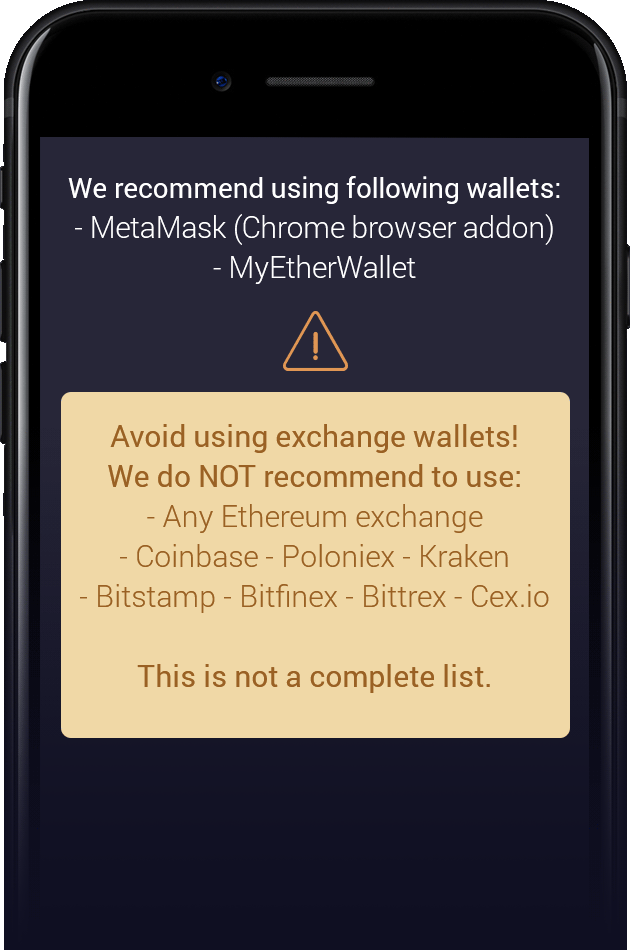 We recommend using following wallets:
- MetaMask (Chrome browser addon)
- MyEtherWallet
!
Avoid using exchange wallets!
We do NOT recommend to use:
- Any Ethereum exchange
- Coinbase - Poloniex - Kraken
- Bitstamp - Bitfinex - Bittrex - Cex.io
This is not a complete list.